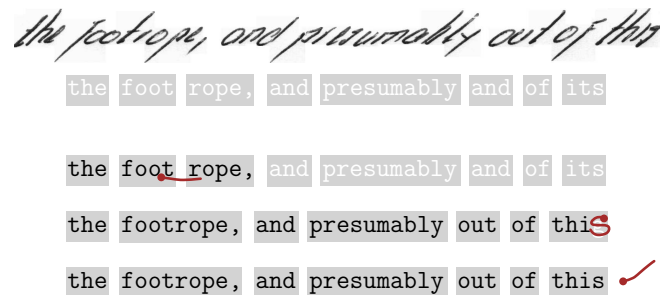 the footrope, and presumably out of this
the foot rope, and presumably and of its
the foot rope, and presumably and of its
the footrope, and presumably out of this
the footrope, and presumably out of this